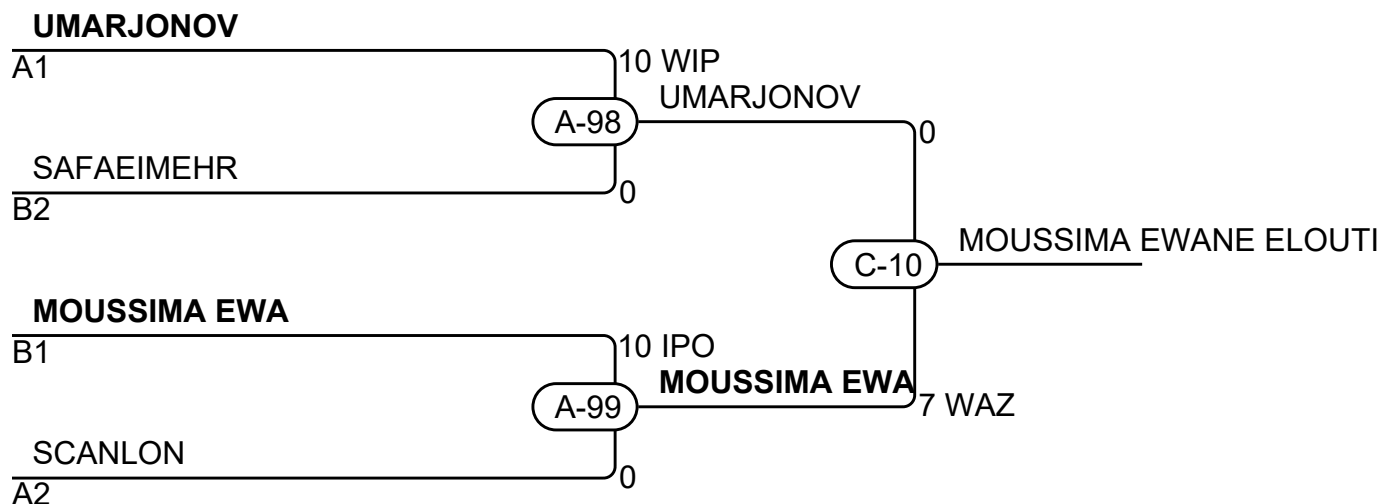 UMARJONOV
A1
10 WIP
UMARJONOV
A-98
0
SAFAEIMEHR
B2
0
MOUSSIMA EWANE ELOUTI
C-10
MOUSSIMA EWA
B1
10 IPO
MOUSSIMA EWA
A-99
7 WAZ
SCANLON
A2
0